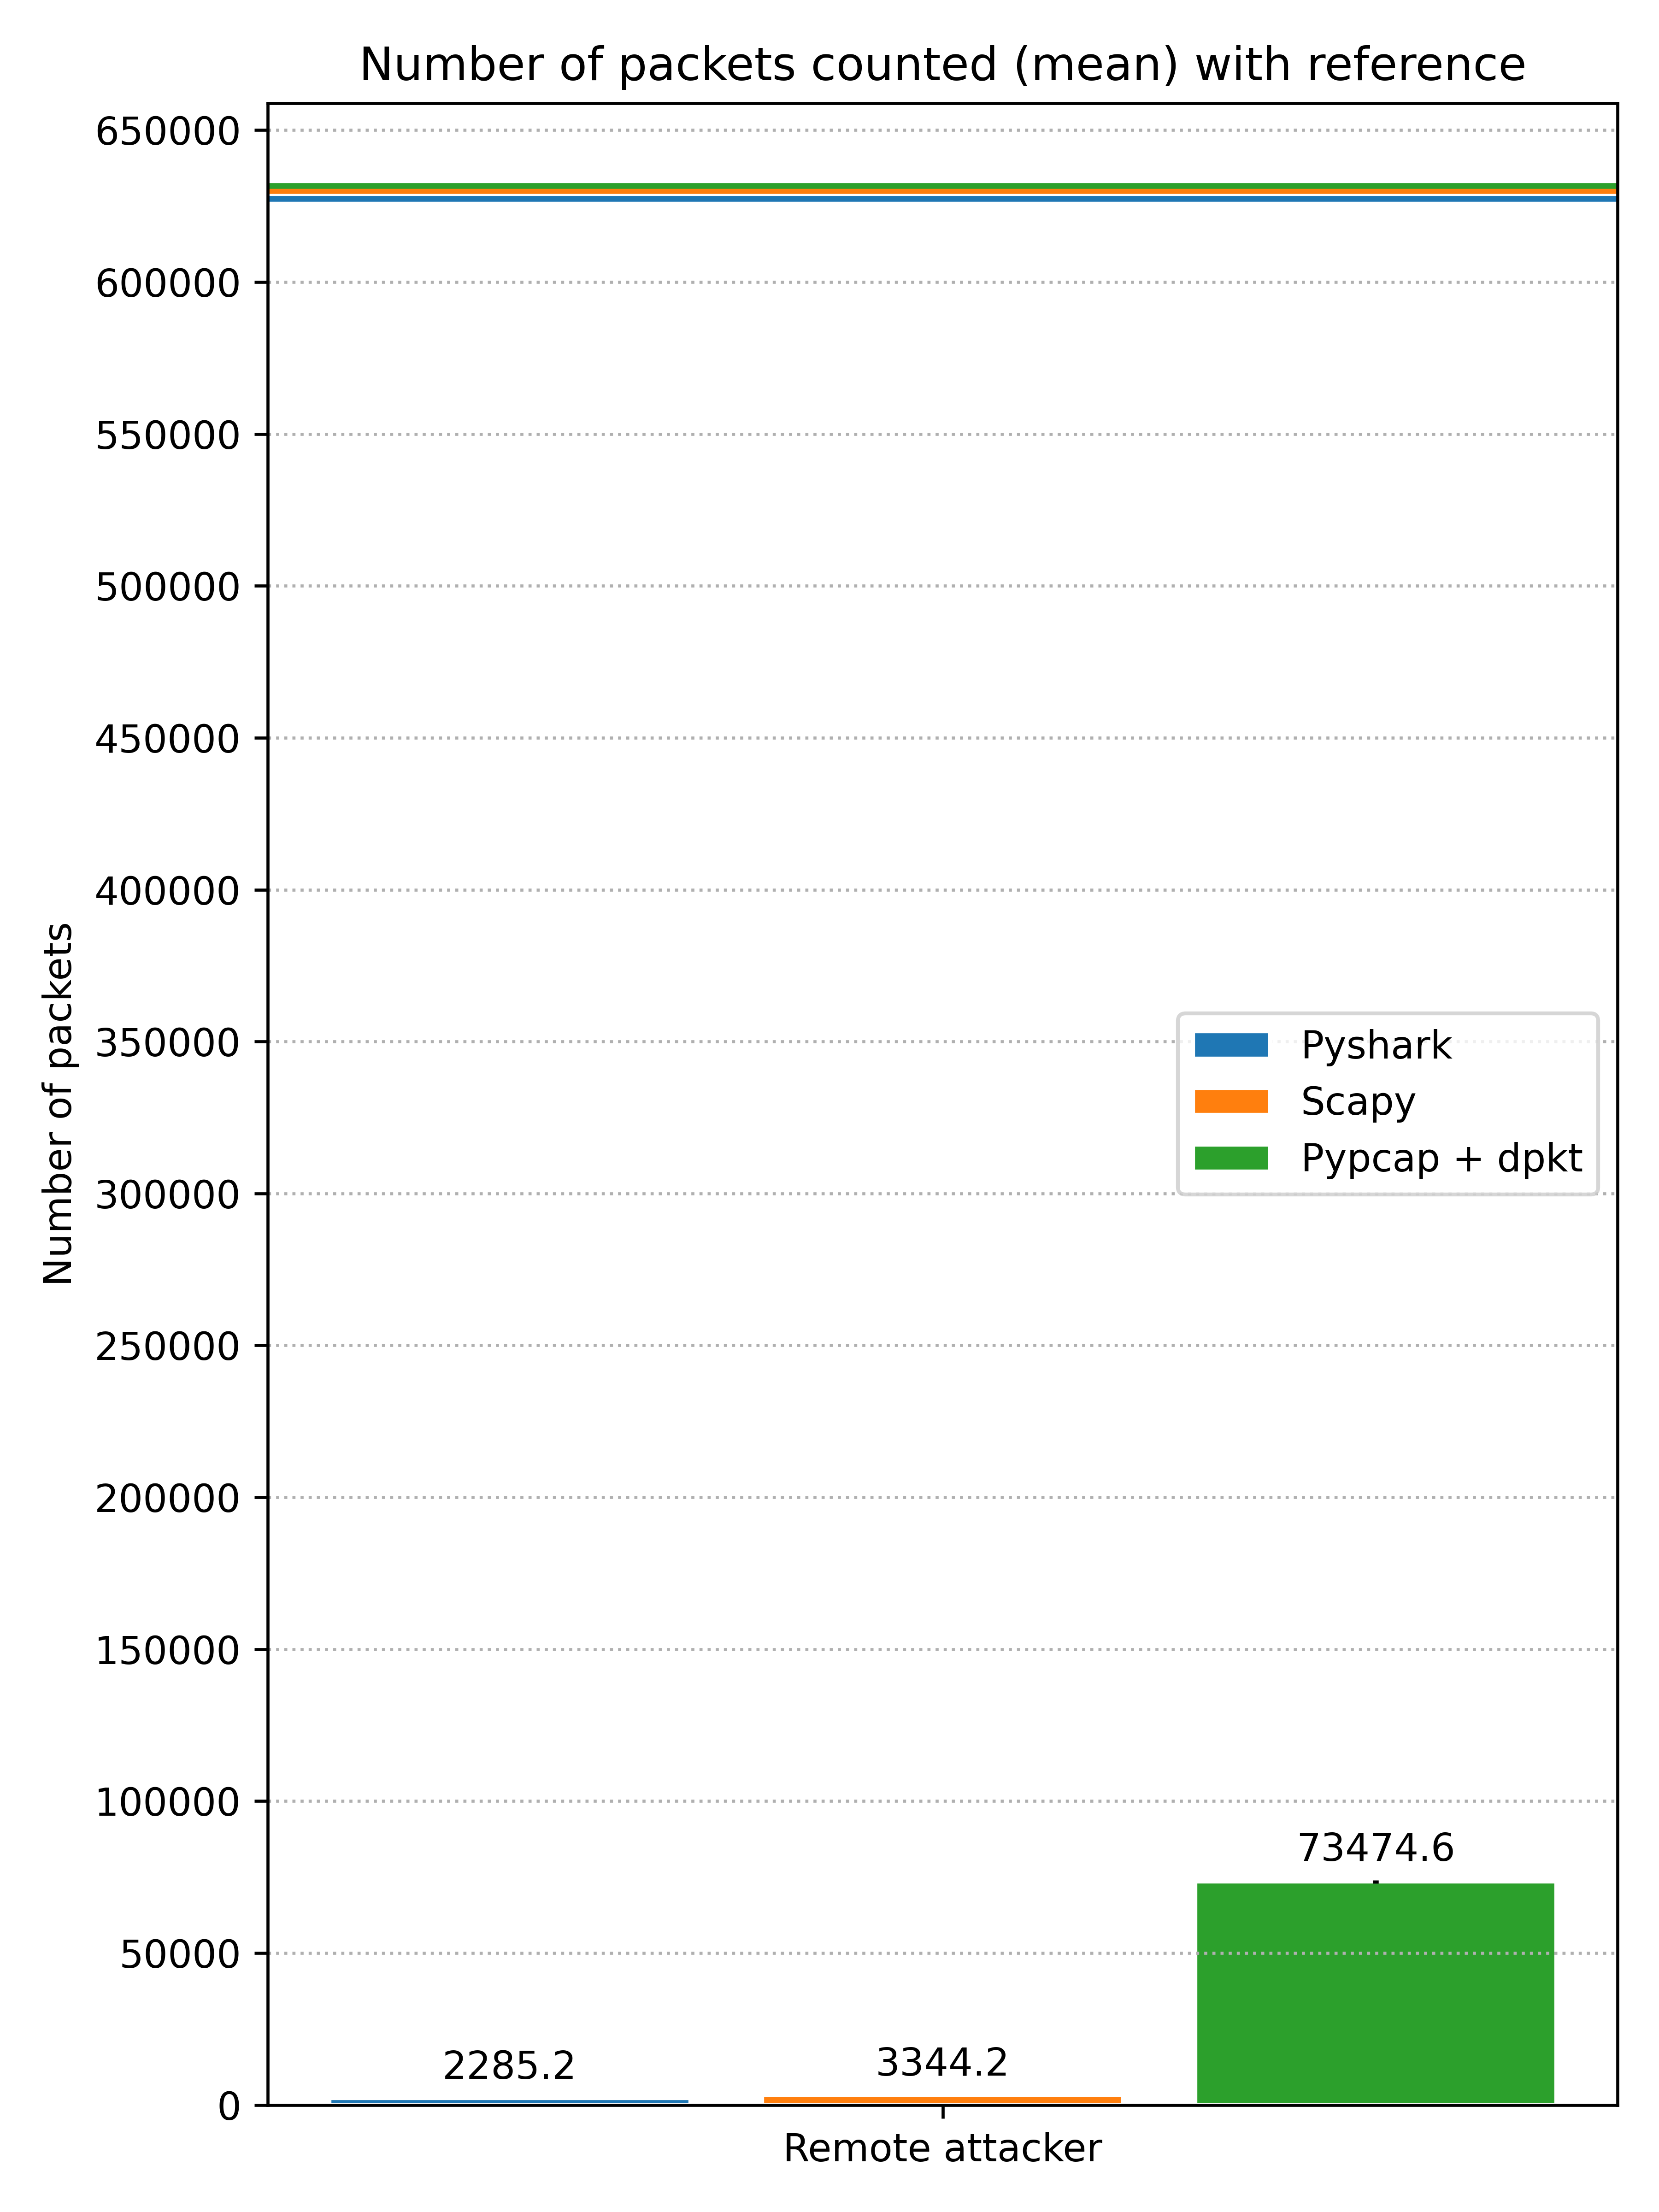 Number of packets counted (mean) with reference
650000
600000
550000
500000
450000
400000
350000
300000
250000
200000
150000
100000
50000
0
Number of packets
Pyshark
Scapy
Pypcap + dpkt
2285.2
3344.2
73474.6
Remote attacker